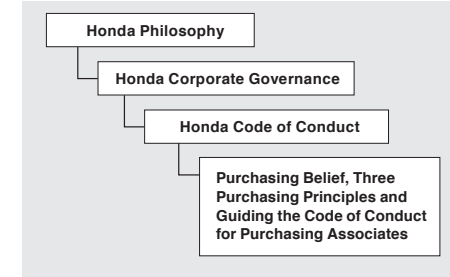 Honda Philosophy
Honda Corporate Governance
Honda Code of Conduct
Purchasing Belief, Three
Purchasing Principles and
Guiding the Code of Conduct
for Purchasing Associates